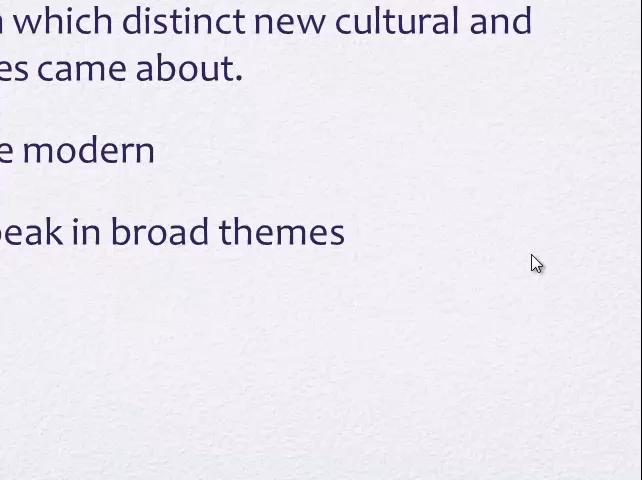 which distinct new cultural and
es came about.
e modern
eak in broad themes